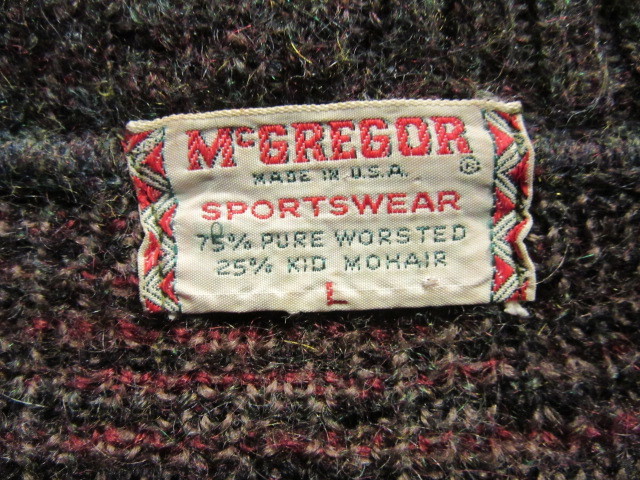 McGREGOR
®
MADE IN U.S.A.
SPORTSWEAR
75% PURE WORSTED
25% KID MOHAIR
L